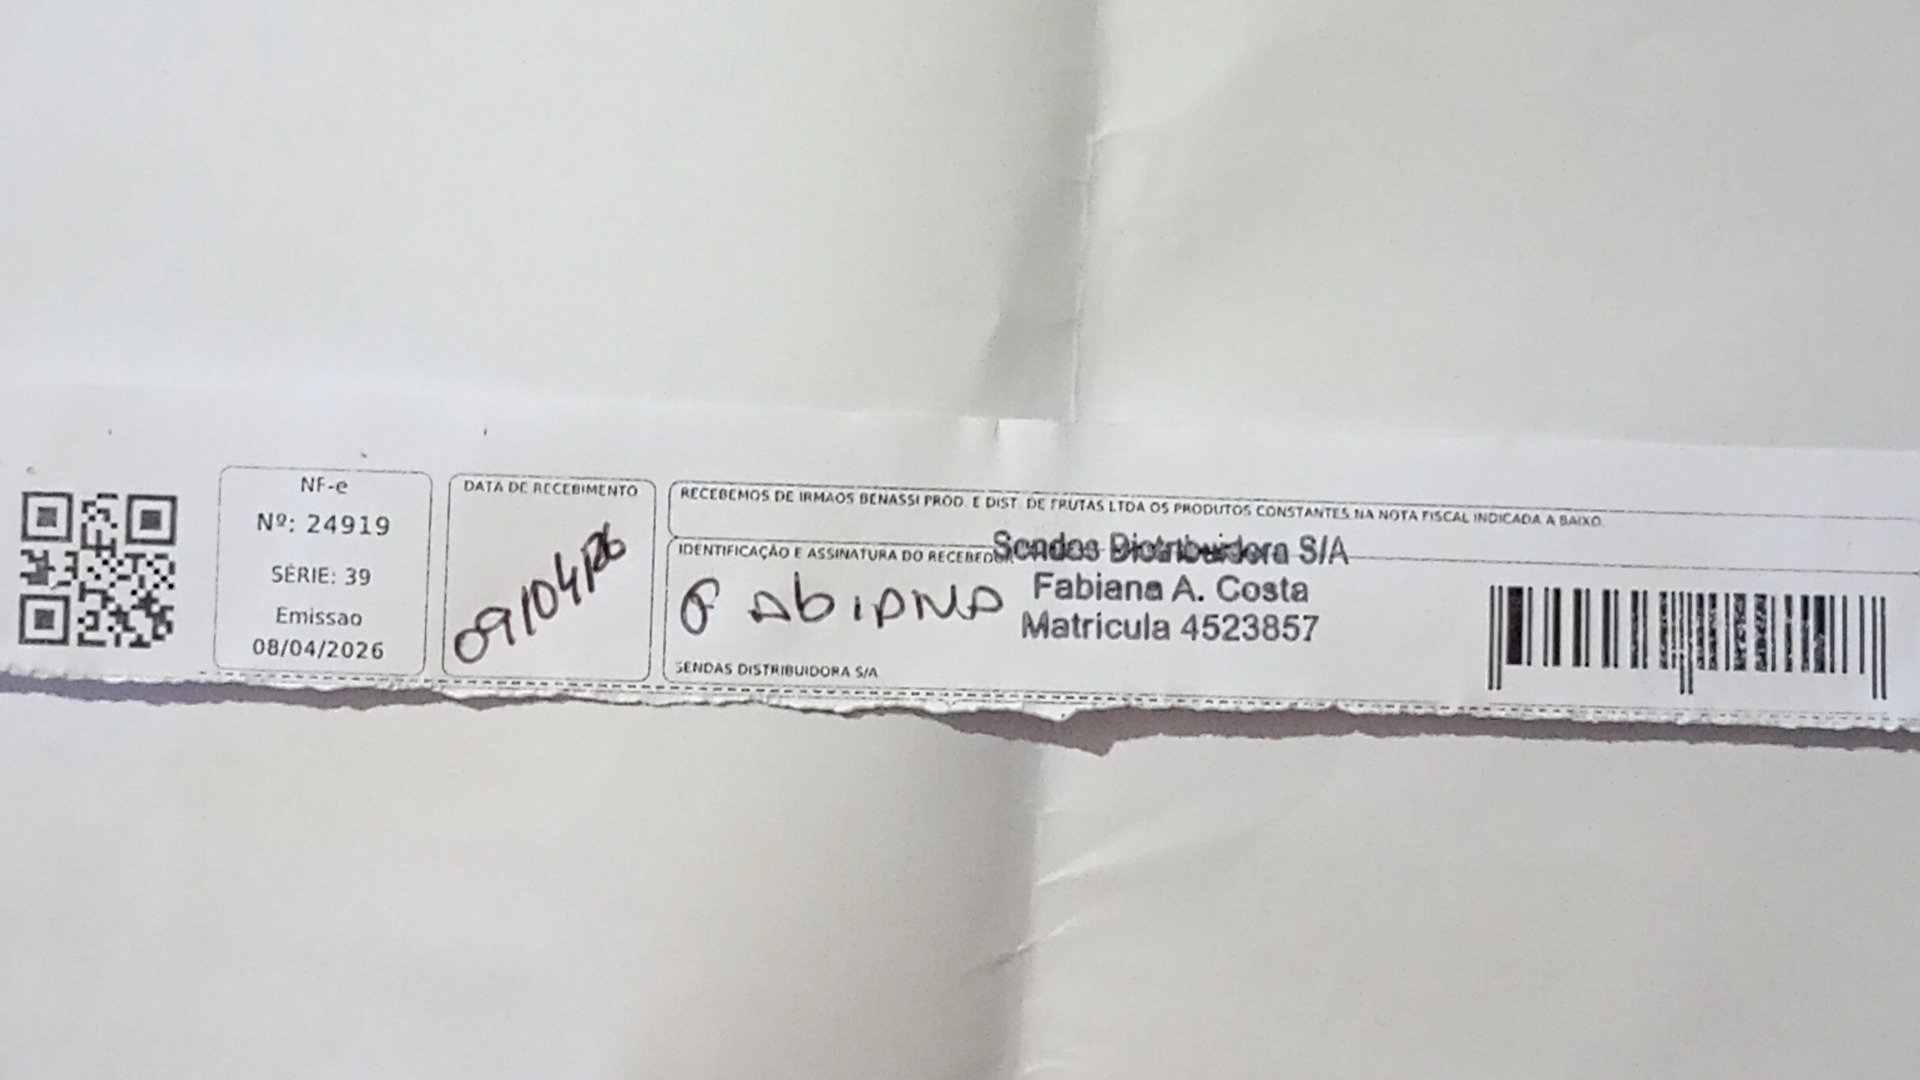 NF-e
Nº: 24919
SÉRIE: 39
Emissao
08/04/2026
DATA DE RECEBIMENTO
09/04/26
RECEBEMOS DE IRMAOS BENASSI PROD. E DIST. DE FRUTAS LTDA OS PRODUTOS CONSTANTES NA NOTA FISCAL INDICADA A BAIXO.
IDENTIFICAÇÃO E ASSINATURA DO RECEBEDOR
Sendas Distribuidora S/A
Fabiana A. Costa
Matricula 4523857
Fabiana
SENDAS DISTRIBUIDORA S/A